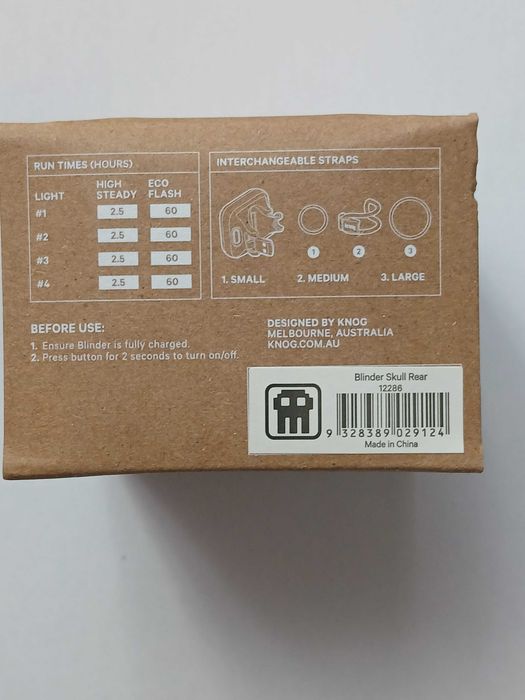 RUN TIMES (HOURS)
LIGHT HIGH STEADY ECO FLASH
#1 2.5 60
#2 2.5 60
#3 2.5 60
#4 2.5 60
INTERCHANGEABLE STRAPS
1 2 3
1. SMALL 2. MEDIUM 3. LARGE
BEFORE USE:
1. Ensure Blinder is fully charged.
2. Press button for 2 seconds to turn on/off.
DESIGNED BY KNOG
MELBOURNE, AUSTRALIA
KNOG.COM.AU
Blinder Skull Rear
12286
9 328389 029124
Made in China